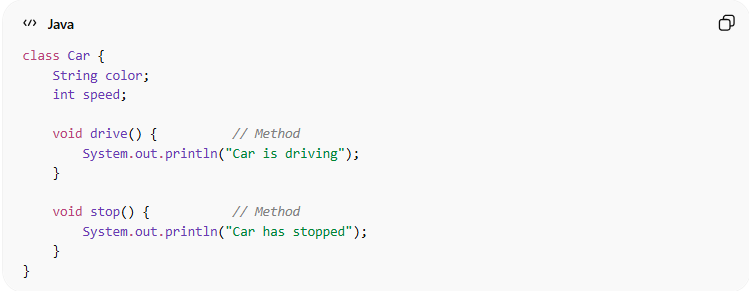 </> Java
class Car {
    String color;
    int speed;

    void drive() {          // Method
        System.out.println("Car is driving");
    }

    void stop() {           // Method
        System.out.println("Car has stopped");
    }
}